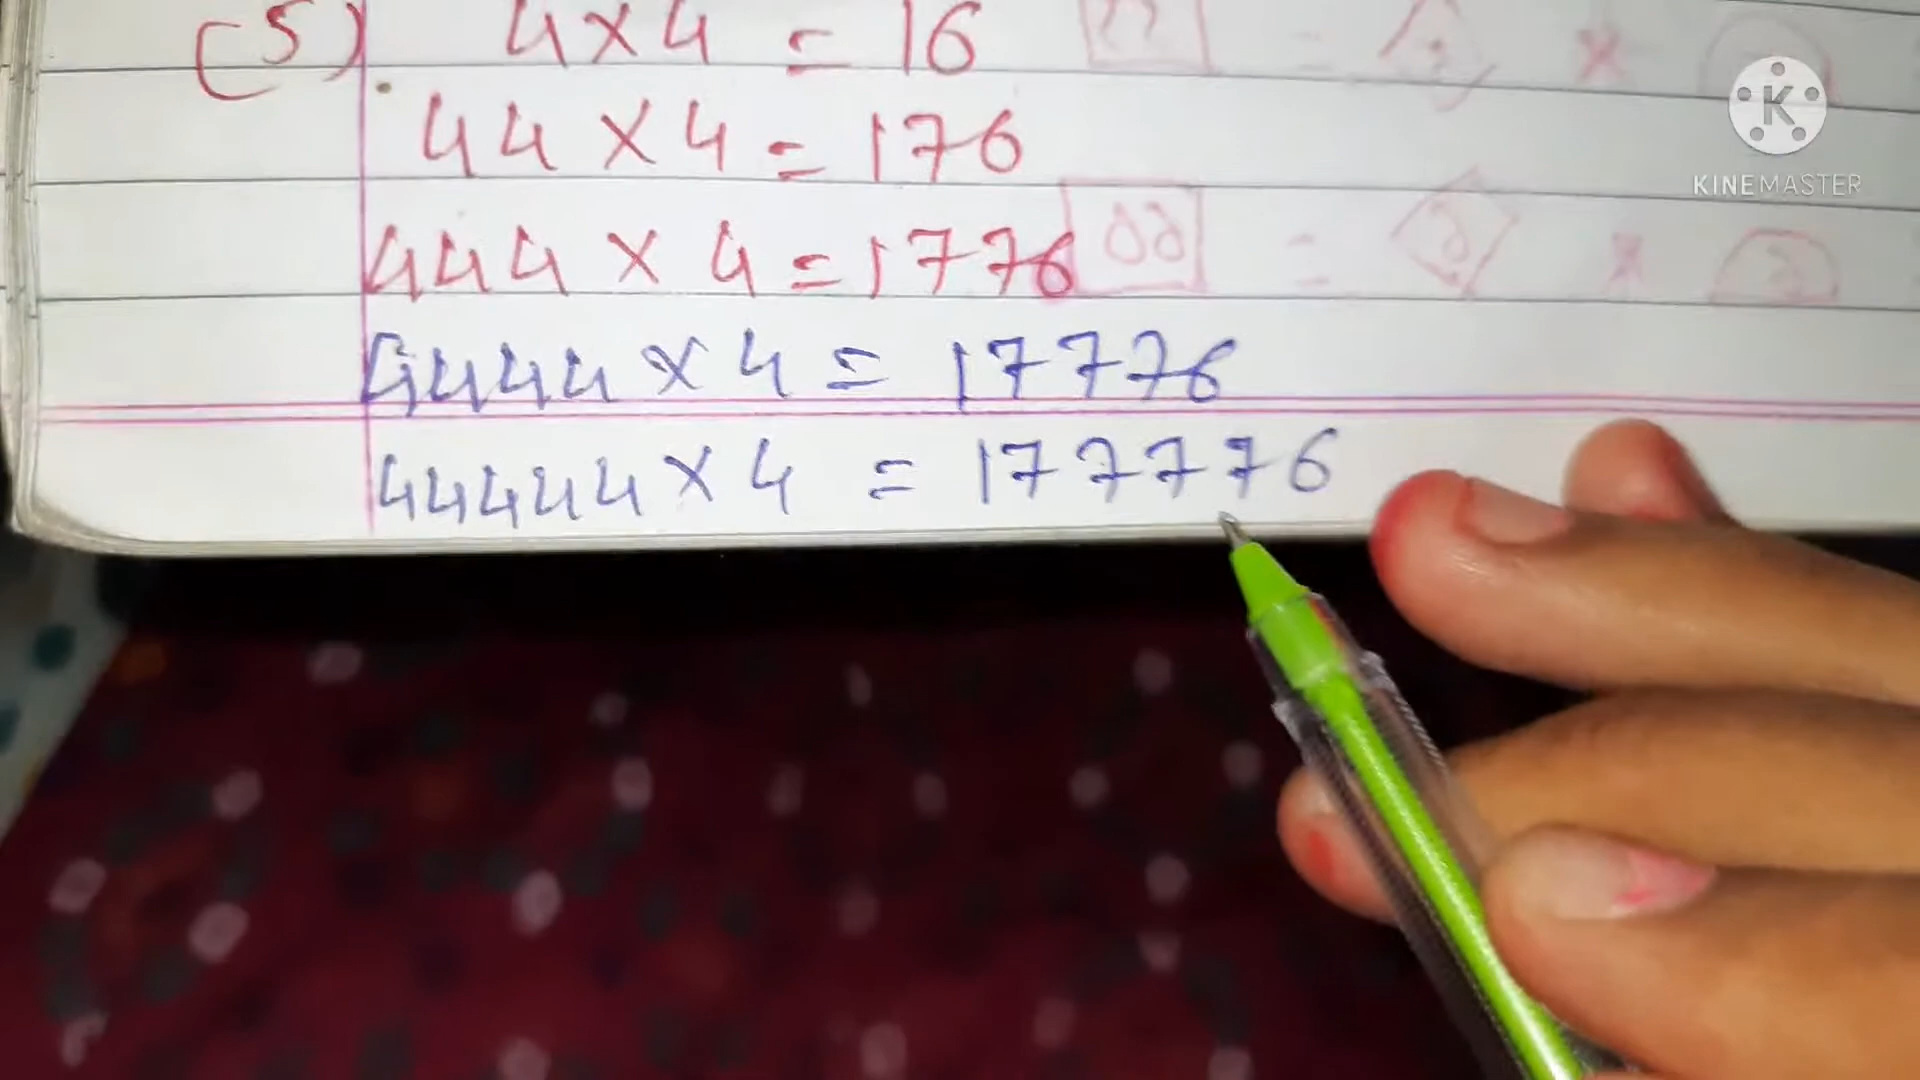 (5). 4×4 = 16
44 × 4 = 176
444 × 4 = 1776
4444 × 4 = 17776
44444 × 4 = 177776
KINEMASTER